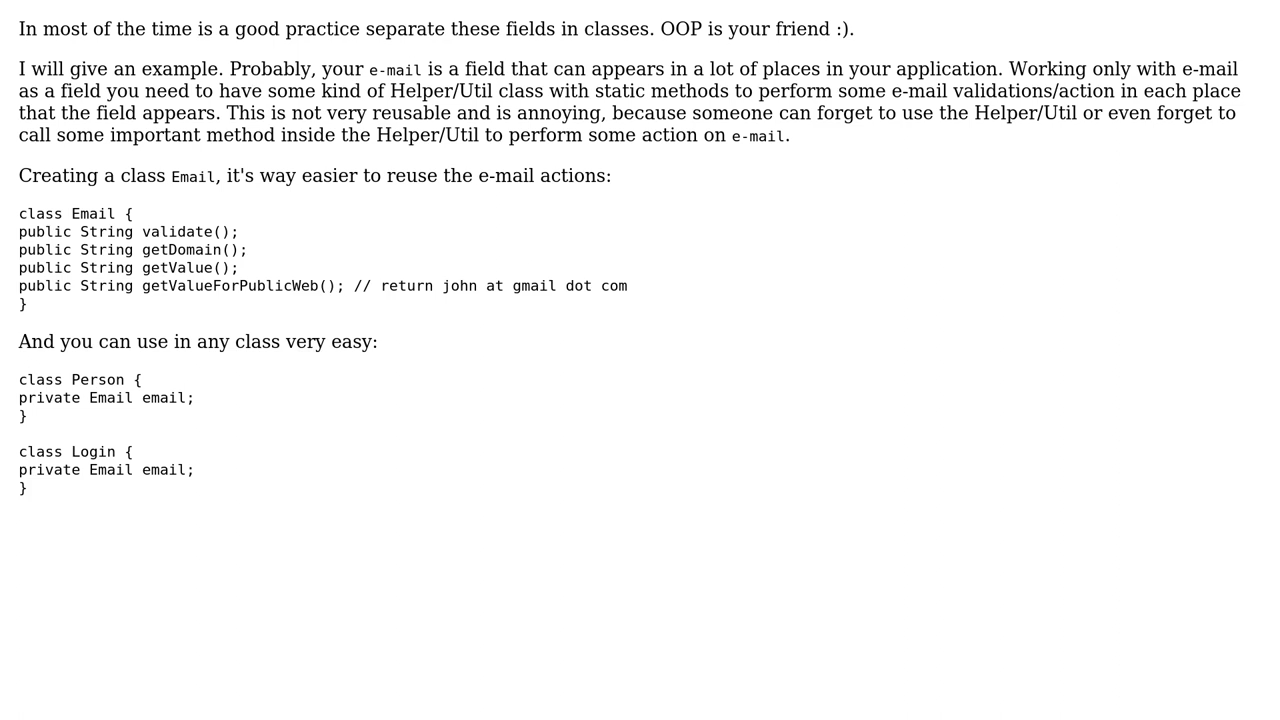 In most of the time is a good practice separate these fields in classes. OOP is your friend :).
I will give an example. Probably, your e-mail is a field that can appears in a lot of places in your application. Working only with e-mail
as a field you need to have some kind of Helper/Util class with static methods to perform some e-mail validations/action in each place
that the field appears. This is not very reusable and is annoying, because someone can forget to use the Helper/Util or even forget to
call some important method inside the Helper/Util to perform some action on e-mail.
Creating a class Email, it's way easier to reuse the e-mail actions:
class Email {
public String validate();
public String getDomain();
public String getValue();
public String getValueForPublicWeb(); // return john at gmail dot com
}
And you can use in any class very easy:
class Person {
private Email email;
}
class Login {
private Email email;
}